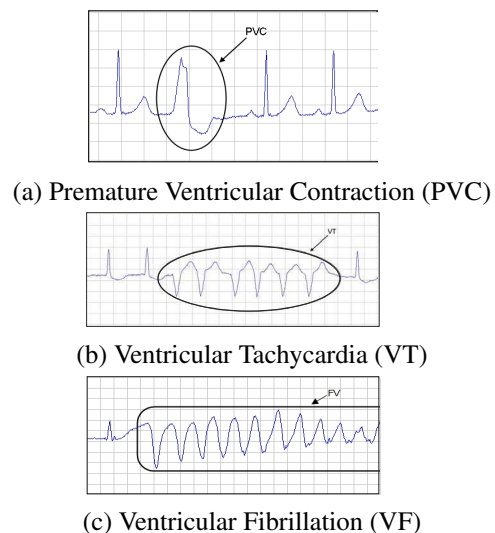 PVC
(a) Premature Ventricular Contraction (PVC)
VT
(b) Ventricular Tachycardia (VT)
FV
(c) Ventricular Fibrillation (VF)